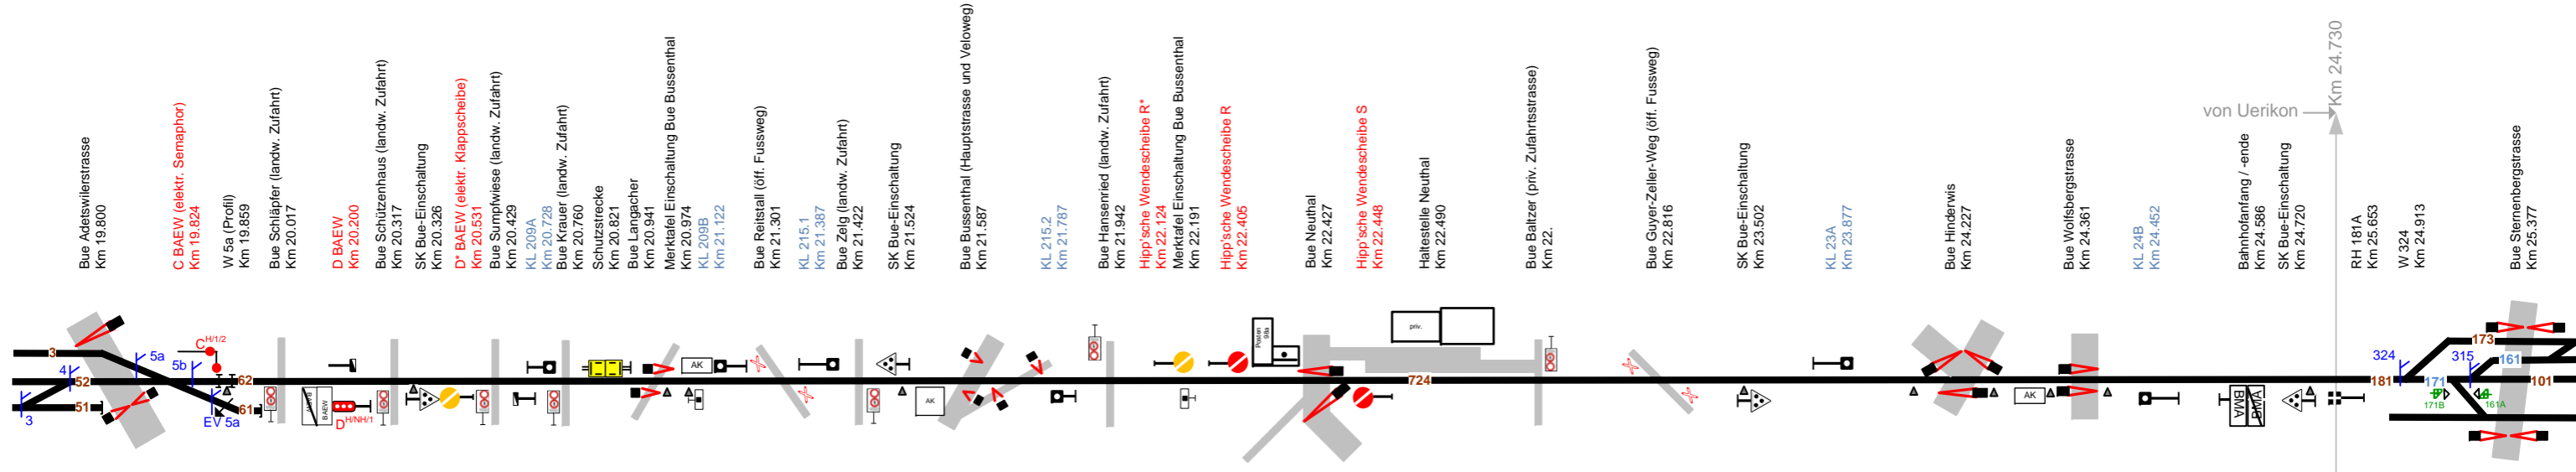 Bue Adetswilerstrasse
Km 19.800
C BAEW (elektr. Semaphor)
Km 19.824
W 5a (Profil)
Km 19.859
Bue Schläpfer (landw. Zufahrt)
Km 20.017
D BAEW
Km 20.200
Bue Schützenhaus (landw. Zufahrt)
Km 20.317
SK Bue-Einschaltung
Km 20.326
D* BAEW (elektr. Klappscheibe)
Km 20.531
Bue Sumpfwiese (landw. Zufahrt)
Km 20.429
KL 209A
Km 20.728
Bue Krauer (landw. Zufahrt)
Km 20.760
Schutzstrecke
Km 20.821
Bue Langacher
Km 20.941
Merktafel Einschaltung Bue Bussenthal
Km 20.974
KL 209B
Km 21.122
Bue Reitstall (öff. Fussweg)
Km 21.301
KL 215.1
Km 21.387
Bue Zelg (landw. Zufahrt)
Km 21.422
SK Bue-Einschaltung
Km 21.524
Bue Bussenthal (Hauptstrasse und Veloweg)
Km 21.587
KL 215.2
Km 21.787
Bue Hansenried (landw. Zufahrt)
Km 21.942
Hipp'sche Wendescheibe R*
Km 22.124
Merktafel Einschaltung Bue Bussenthal
Km 22.191
Hipp'sche Wendescheibe R
Km 22.405
Bue Neuthal
Km 22.427
Hipp'sche Wendescheibe S
Km 22.448
Haltestelle Neuthal
Km 22.490
Bue Baltzer (priv. Zufahrtsstrasse)
Km 22.
Bue Guyer-Zeller-Weg (öff. Fussweg)
Km 22.816
SK Bue-Einschaltung
Km 23.502
KL 23A
Km 23.877
Bue Hinderwis
Km 24.227
Bue Wolfsbergstrasse
Km 24.361
KL 24B
Km 24.452
Bahnhofanfang / -ende
Km 24.586
SK Bue-Einschaltung
Km 24.720
von Uerikon
Km 24.730
RH 181A
Km 25.653
W 324
Km 24.913
Bue Sternenbergstrasse
Km 25.377
3
52
51
4
3
5a
5b
C H/1/2
62
61
EV 5a
BAEW
D H/NH/1
AK
AK
Posten
98a
priv.
724
AK
BMA
181
324
171
171B
315
161
161A
173
101